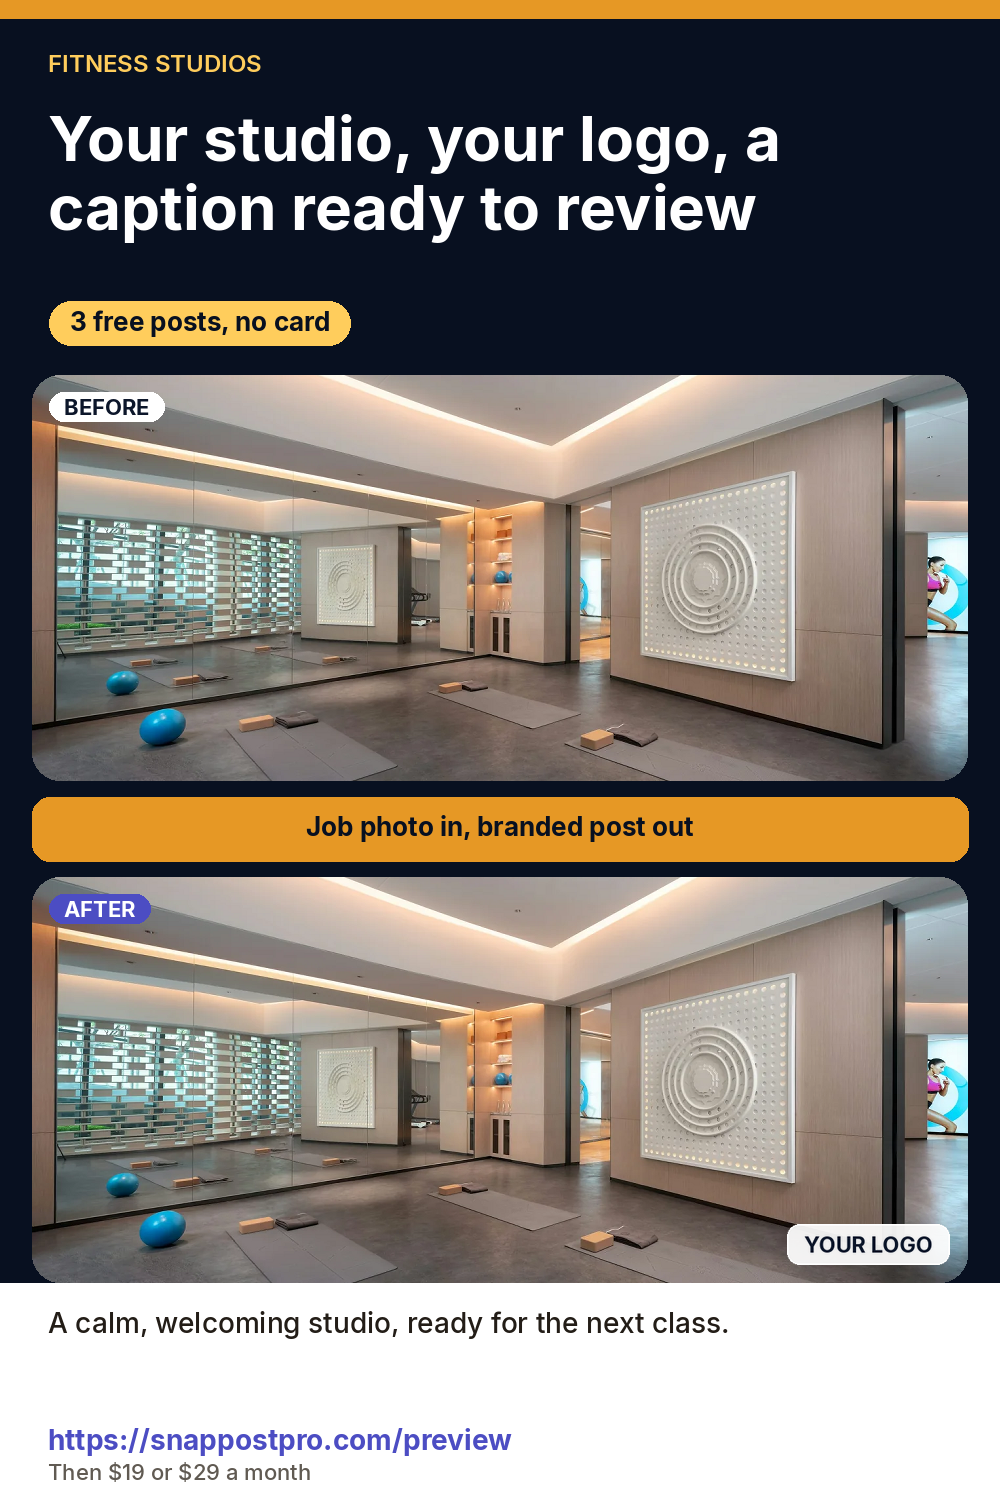 FITNESS STUDIOS
Your studio, your logo, a
caption ready to review
3 free posts, no card
BEFORE
Job photo in, branded post out
AFTER
YOUR LOGO
A calm, welcoming studio, ready for the next class.
https://snappostpro.com/preview
Then $19 or $29 a month